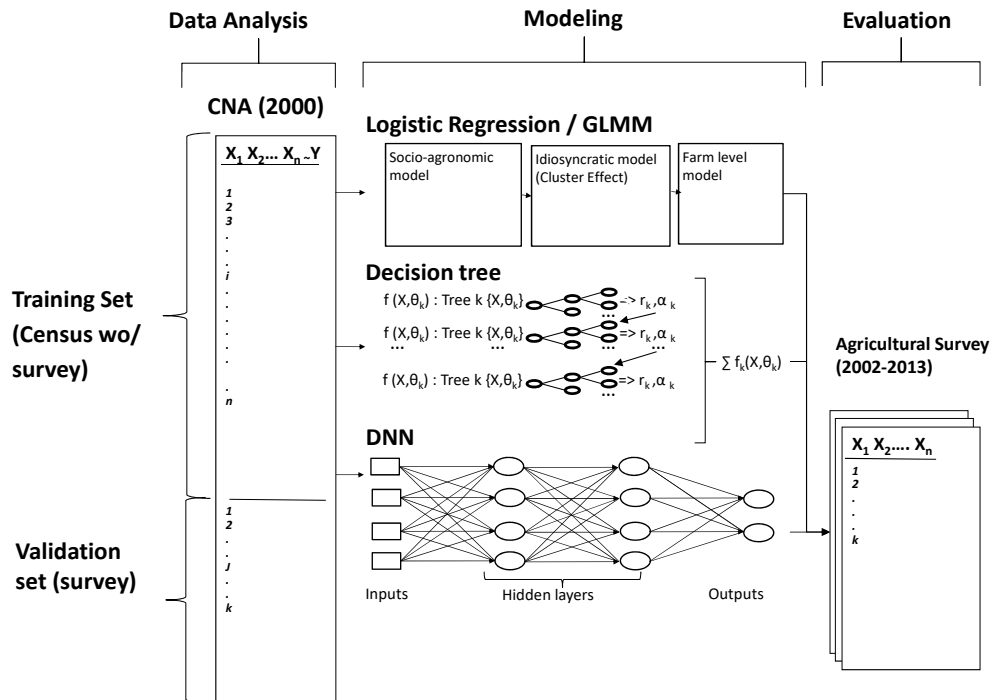 Data Analysis
Modeling
Evaluation
CNA (2000)
X1 X2... Xn ~Y
1
2
3
.
.
.
i
.
.
.
.
.
.
.
n
Training Set
(Census wo/
survey)
1
2
.
.
J
.
.
k
Validation
set (survey)
Logistic Regression / GLMM
Socio-agronomic
model
Idiosyncratic model
(Cluster Effect)
Farm level
model
Decision tree
f (X,θk) : Tree k {X,θk} ... => rk,αk
f (X,θk) : Tree k {X,θk} ... => rk,αk
... ... ... ...
f (X,θk) : Tree k {X,θk} ... => rk,αk
∑ fk(X,θk)
DNN
Inputs
Hidden layers
Outputs
Agricultural Survey
(2002-2013)
X1 X2.... Xn
1
2
.
.
.
.
k